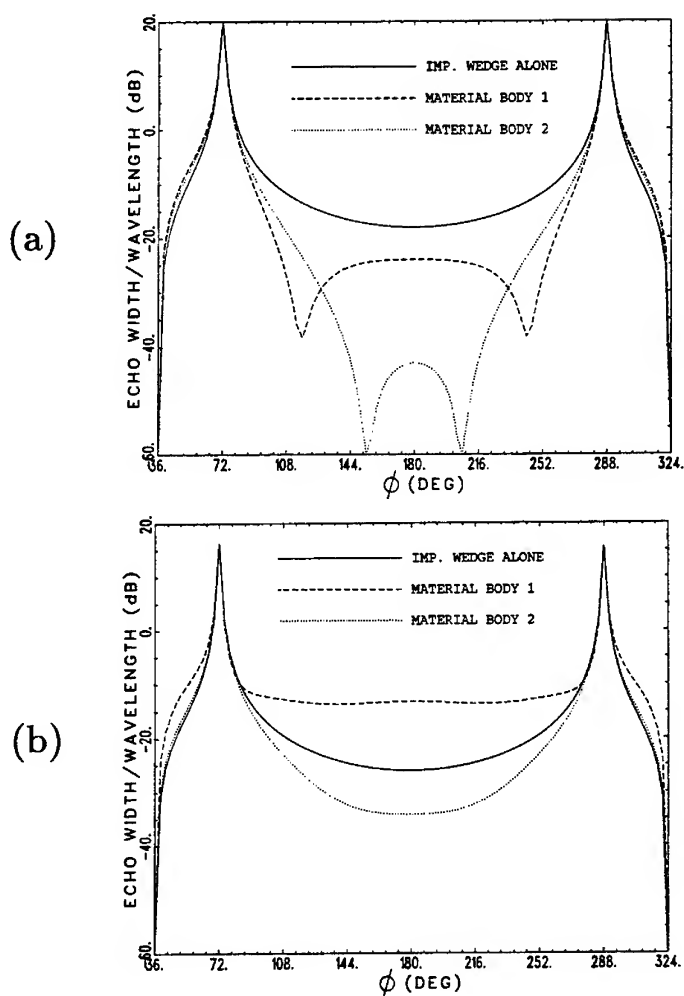 (a)
ECHO WIDTH/WAVELENGTH (dB)
20.
0.
-20.
-40.
-60.
IMP. WEDGE ALONE
MATERIAL BODY 1
MATERIAL BODY 2
36. 72. 108. 144. 180. 216. 252. 288. 324.
ϕ (DEG)
(b)
ECHO WIDTH/WAVELENGTH (dB)
20.
0.
-20.
-40.
-60.
IMP. WEDGE ALONE
MATERIAL BODY 1
MATERIAL BODY 2
36. 72. 108. 144. 180. 216. 252. 288. 324.
ϕ (DEG)